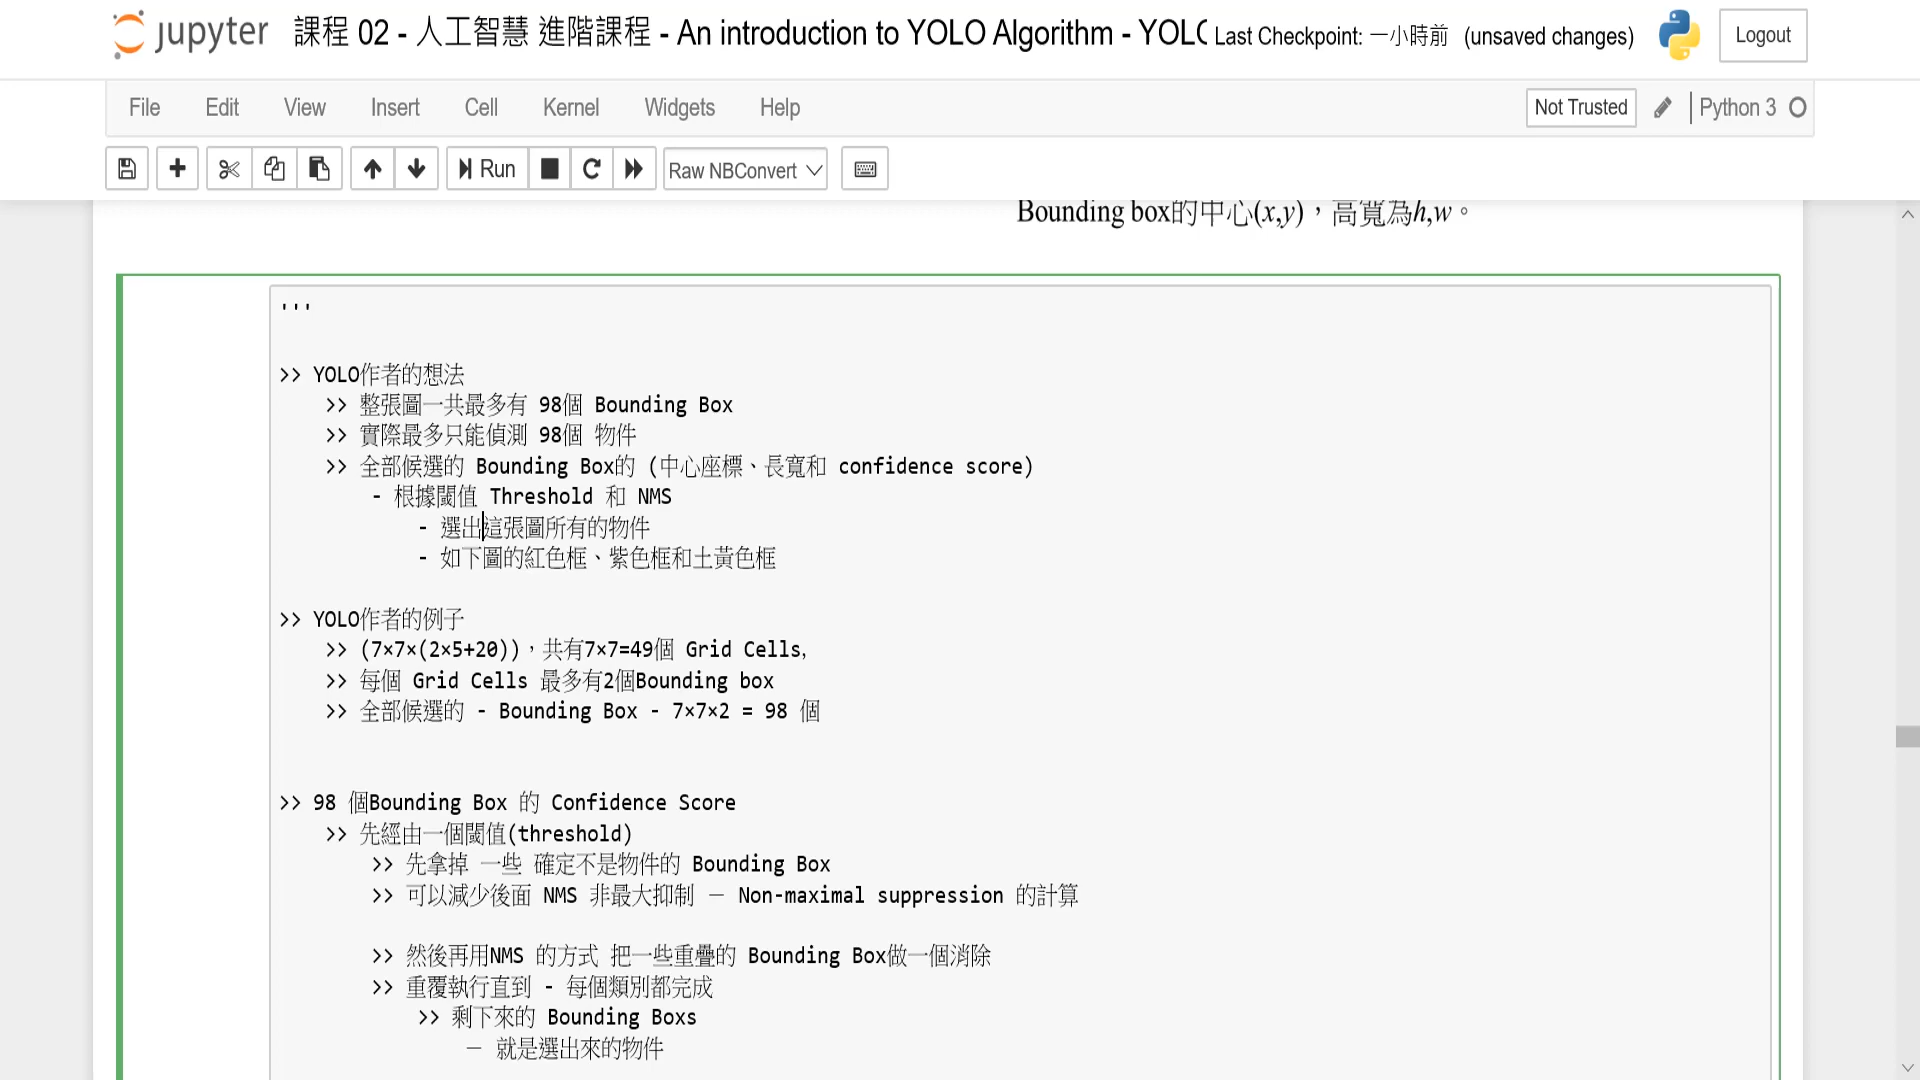 jupyter 課程 02 - 人工智慧 進階課程 - An introduction to YOLO Algorithm - YOLO Last Checkpoint: 一小時前 (unsaved changes) Logout
File Edit View Insert Cell Kernel Widgets Help Not Trusted Python 3
Run Raw NBConvert
Bounding box的中心(x,y)，高寬為h,w。
'''
>> YOLO作者的想法
>> 整張圖一共最多有 98個 Bounding Box
>> 實際最多只能偵測 98個 物件
>> 全部候選的 Bounding Box的 (中心座標、長寬和 confidence score)
- 根據閾值 Threshold 和 NMS
- 選出這張圖所有的物件
- 如下圖的紅色框、紫色框和土黃色框
>> YOLO作者的例子
>> (7×7×(2×5+20))，共有7×7=49個 Grid Cells,
>> 每個 Grid Cells 最多有2個Bounding box
>> 全部候選的 - Bounding Box - 7×7×2 = 98 個
>> 98 個Bounding Box 的 Confidence Score
>> 先經由一個閾值(threshold)
>> 先拿掉 一些 確定不是物件的 Bounding Box
>> 可以減少後面 NMS 非最大抑制 － Non-maximal suppression 的計算
>> 然後再用NMS 的方式 把一些重疊的 Bounding Box做一個消除
>> 重覆執行直到 - 每個類別都完成
>> 剩下來的 Bounding Boxs
－ 就是選出來的物件